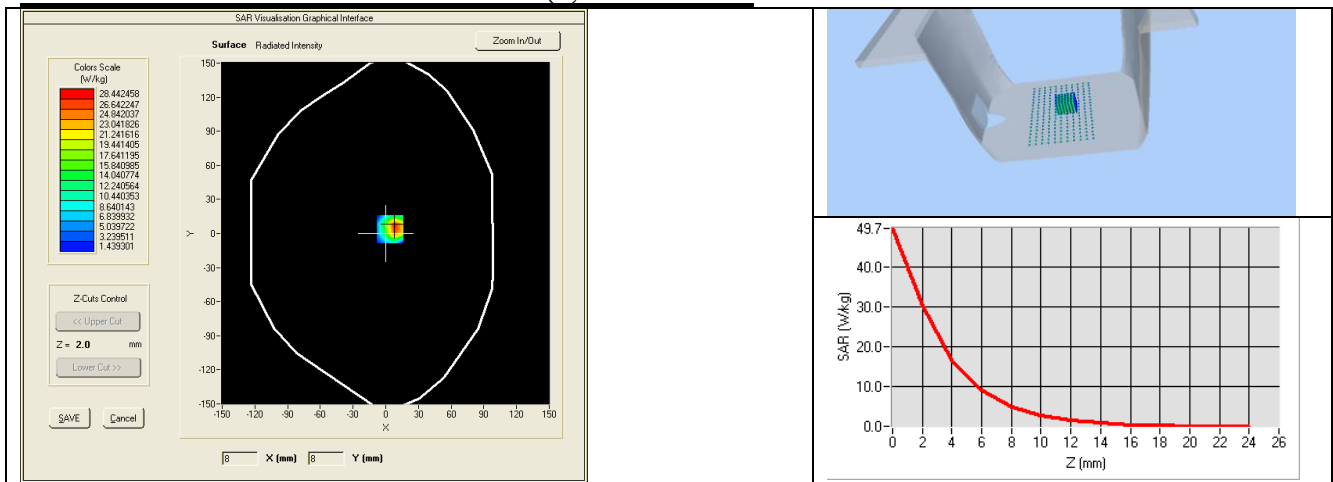 SAR Visualisation Graphical Interface
Surface Radiated Intensity
Zoom In/Out
Colors Scale
(W/kg)
28.442458
26.642247
24.842037
23.041826
21.241616
19.441405
17.641195
15.840985
14.040774
12.240564
10.440353
8.640143
6.839932
5.039722
3.239511
1.439301
Z-Cuts Control
<< Upper Cut
Z = 2.0 mm
Lower Cut >>
SAVE Cancel
150-
120-
90-
60-
30-
Y 0-
-30-
-60-
-90-
-120-
-150-
-150 -120 -90 -60 -30 0 30 60 90 120 150
X
8 X (mm) 8 Y (mm)
49.7-
40.0-
30.0-
20.0-
10.0-
0.0-
SAR (W/kg)
0 2 4 6 8 10 12 14 16 18 20 22 24 26
Z (mm)